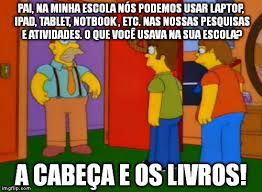 PAI, NA MINHA ESCOLA NÓS PODEMOS USAR LAPTOP,
IPAD, TABLET, NOTBOOK , ETC. NAS NOSSAS PESQUISAS
E ATIVIDADES. O QUE VOCÊ USAVA NA SUA ESCOLA?
A CABEÇA E OS LIVROS!
imgflip.com